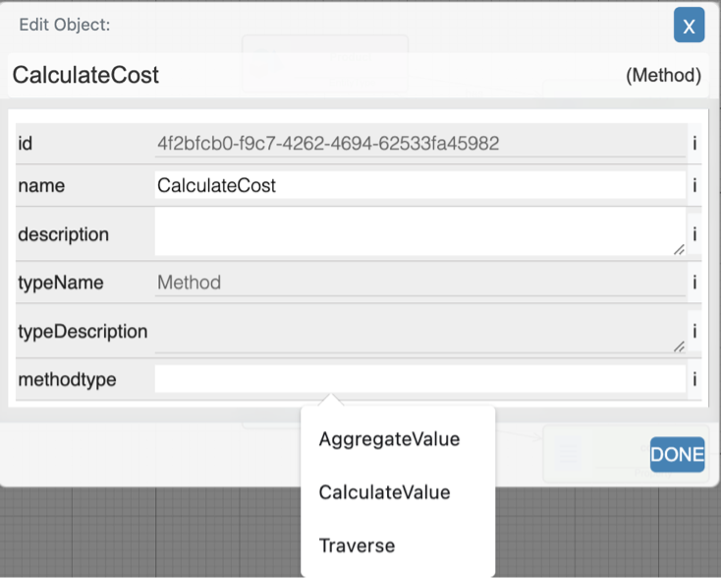 Edit Object:
X
CalculateCost (Method)
id 4f2bfcb0-f9c7-4262-4694-62533fa45982 i
name CalculateCost i
description i
typeName Method i
typeDescription i
methodtype i
AggregateValue
DONE
CalculateValue
Traverse